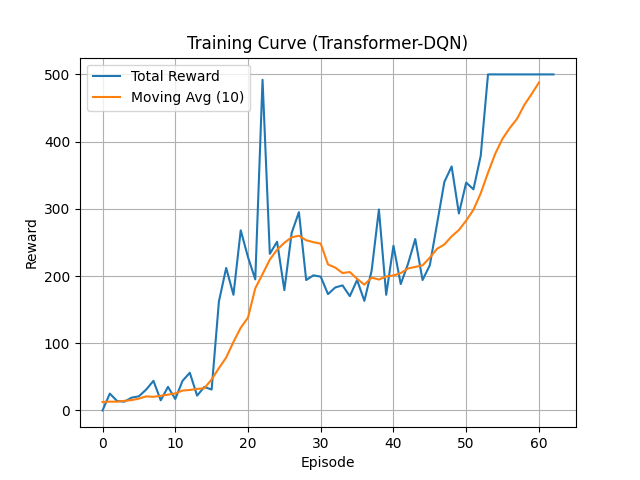 Training Curve (Transformer-DQN)
Total Reward
Moving Avg (10)
500
400
300
200
100
0
Reward
0 10 20 30 40 50 60
Episode